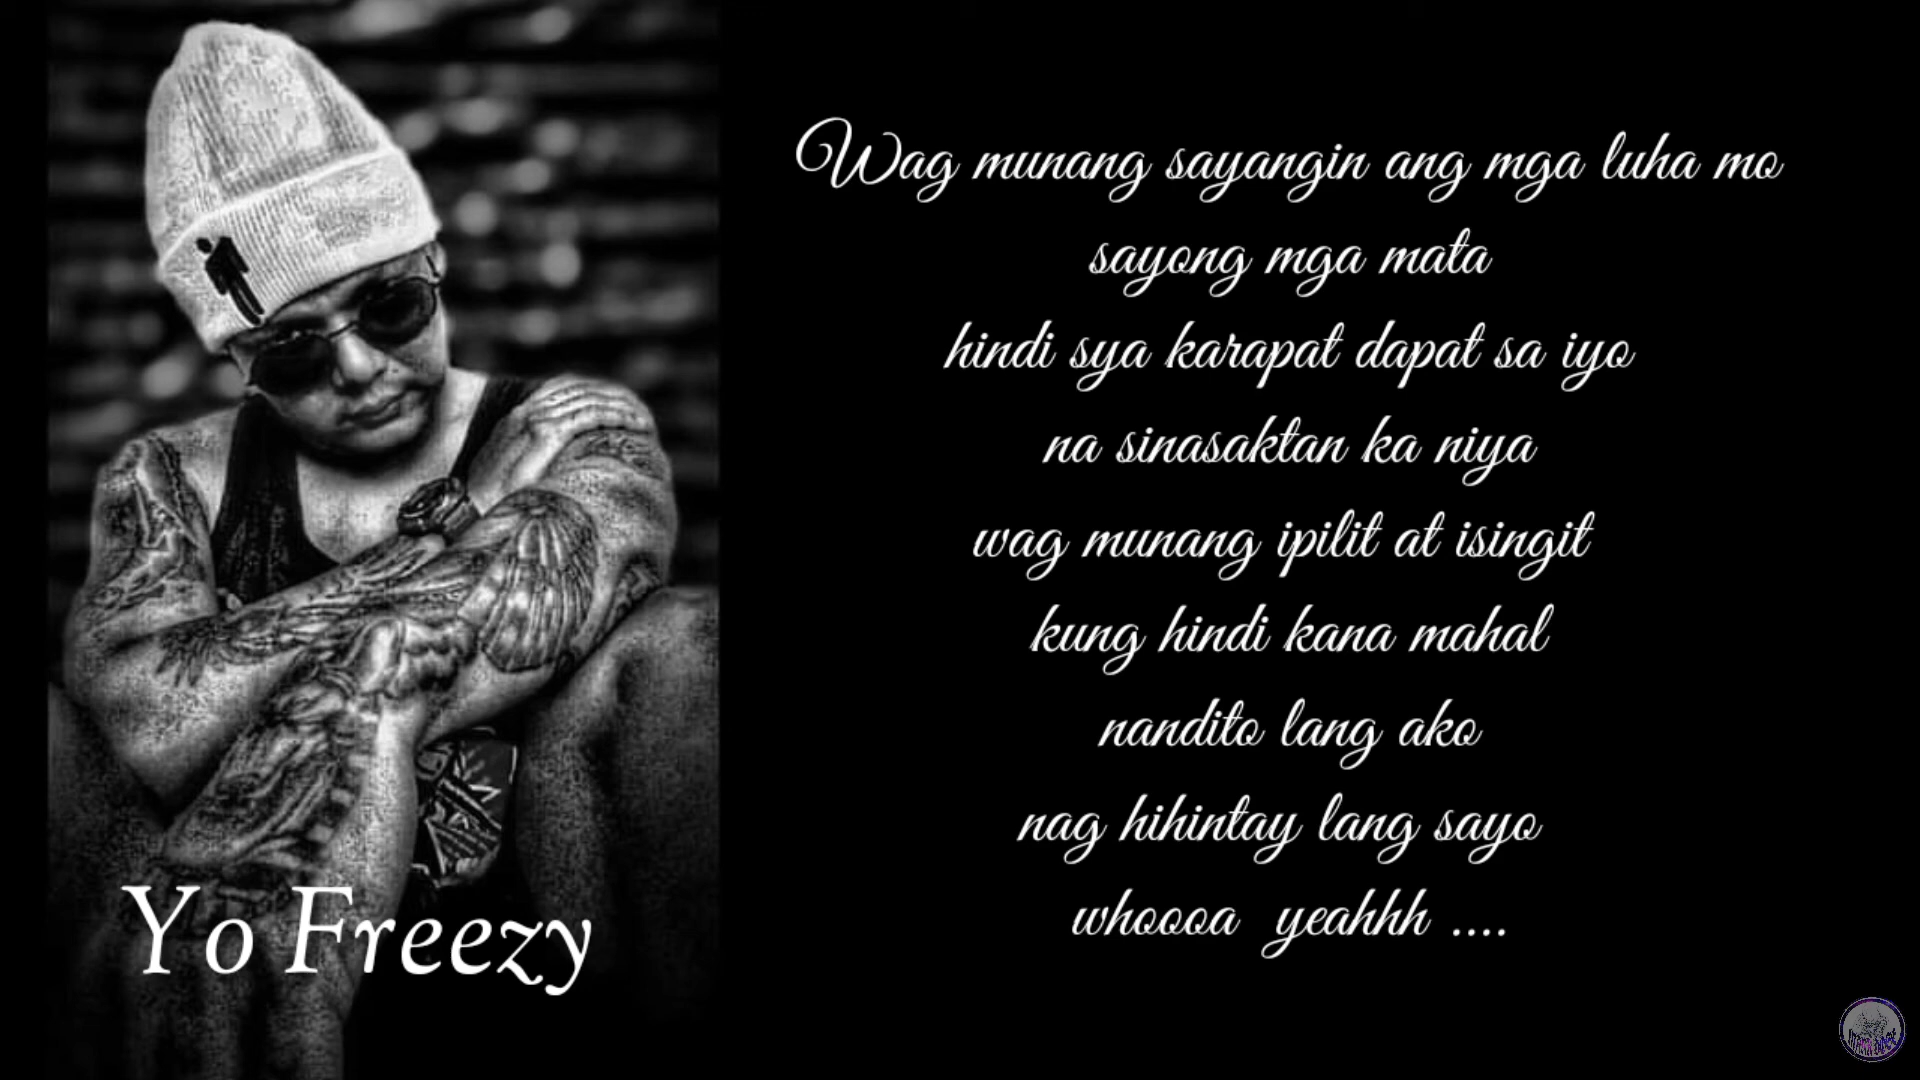 Wag munang sayangin ang mga luha mo
sayong mga mata
hindi sya karapat dapat sa iyo
na sinasaktan ka niya
wag munang ipilit at isingit
kung hindi kana mahal
nandito lang ako
nag hihintay lang sayo
whoooa yeahhh ....
Yo Freezy